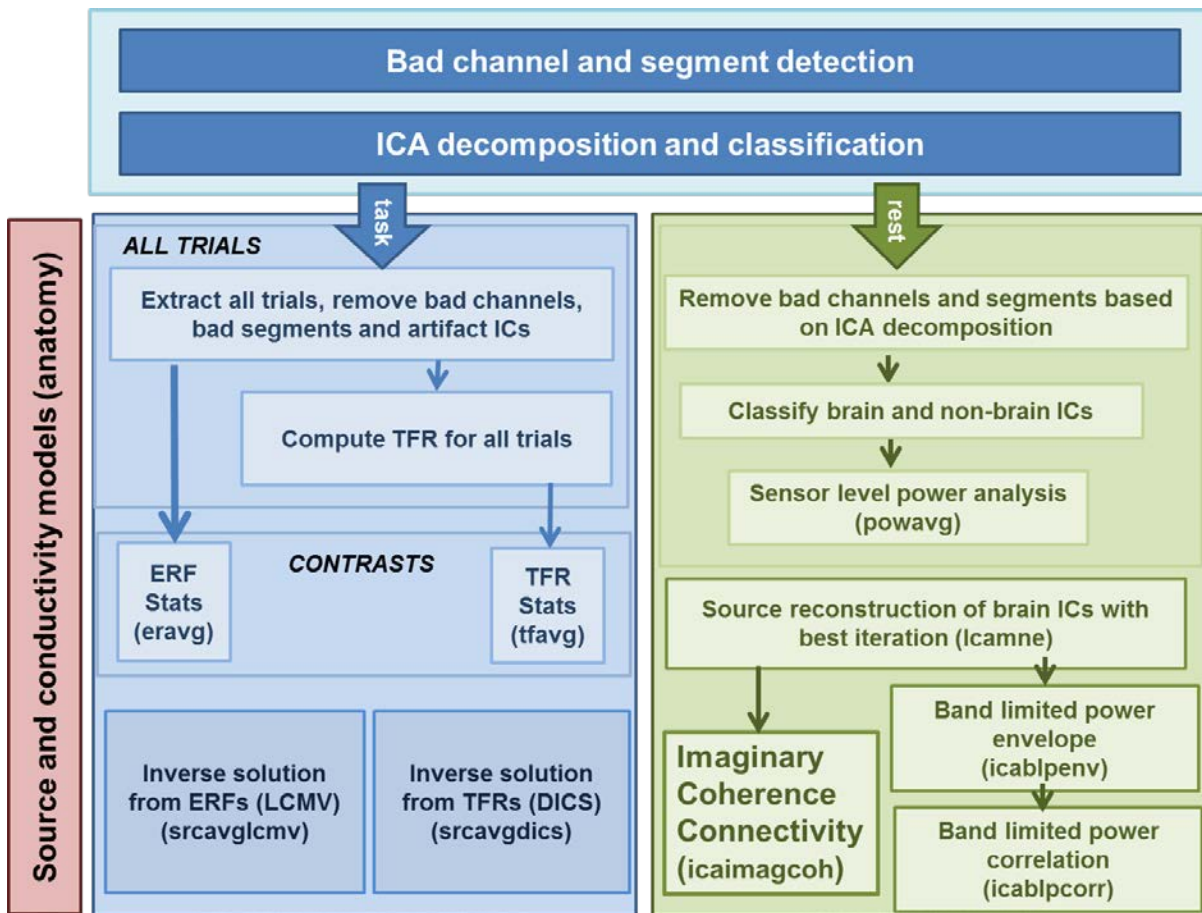 Bad channel and segment detection
ICA decomposition and classification
task
rest
Source and conductivity models (anatomy)
ALL TRIALS
Extract all trials, remove bad channels,
bad segments and artifact ICs
Compute TFR for all trials
CONTRASTS
ERF
Stats
(eravg)
TFR
Stats
(tfavg)
Inverse solution
from ERFs (LCMV)
(srcavglcmv)
Inverse solution
from TFRs (DICS)
(srcavgdics)
Remove bad channels and segments based
on ICA decomposition
Classify brain and non-brain ICs
Sensor level power analysis
(powavg)
Source reconstruction of brain ICs with
best iteration (Icamne)
Imaginary
Coherence
Connectivity
(icaimagcoh)
Band limited power
envelope
(icablpenv)
Band limited power
correlation
(icablpcorr)